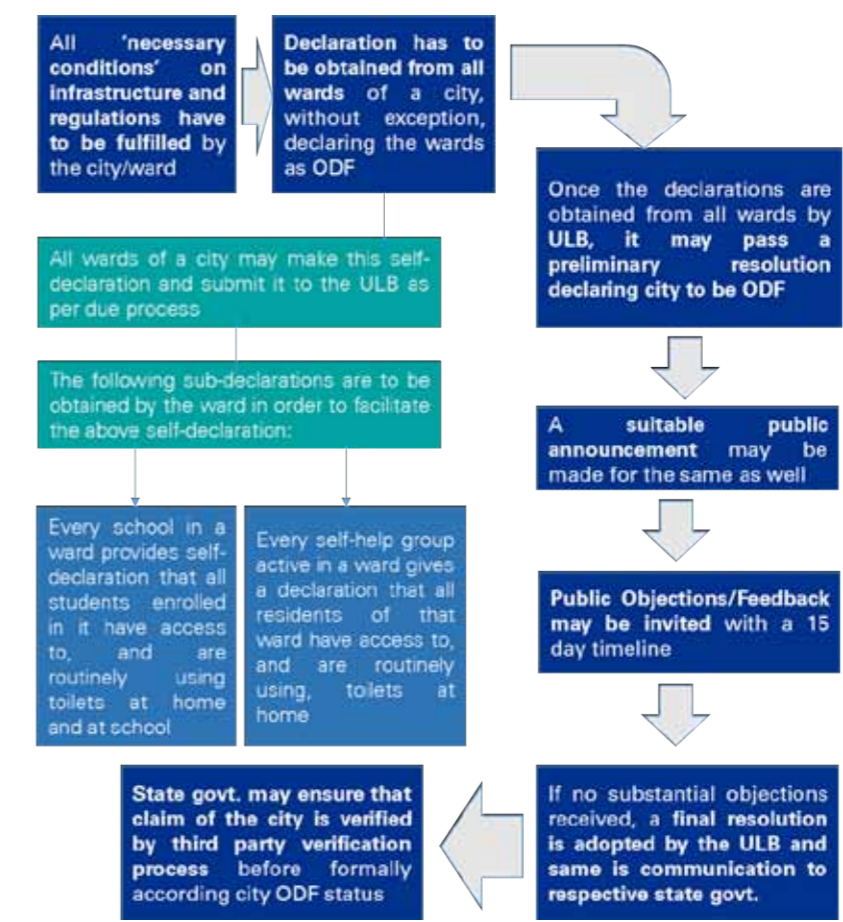 All 'necessary
conditions' on
infrastructure and
regulations have
to be fulfilled by
the city/ward
Declaration has to
be obtained from all
wards of a city,
without exception,
declaring the wards
as ODF
Once the declarations are
obtained from all wards by
ULB, it may pass a
preliminary resolution
declaring city to be ODF
All wards of a city may make this self-
declaration and submit it to the ULB as
per due process
The following sub-declarations are to be
obtained by the ward in order to facilitate
the above self-declaration:
Every school in a
ward provides self-
declaration that all
students enrolled
in it have access
to, and are
routinely using
toilets at home
and at school
Every self-help group
active in a ward gives
a declaration that all
residents of that
ward have access to,
and are routinely
using, toilets at
home
A suitable public
announcement may be
made for the same as well
Public Objections/Feedback
may be invited with a 15
day timeline
If no substantial objections
received, a final resolution
is adopted by the ULB and
same is communication to
respective state govt.
State govt. may ensure that
claim of the city is verified
by third party verification
process before formally
according city ODF status